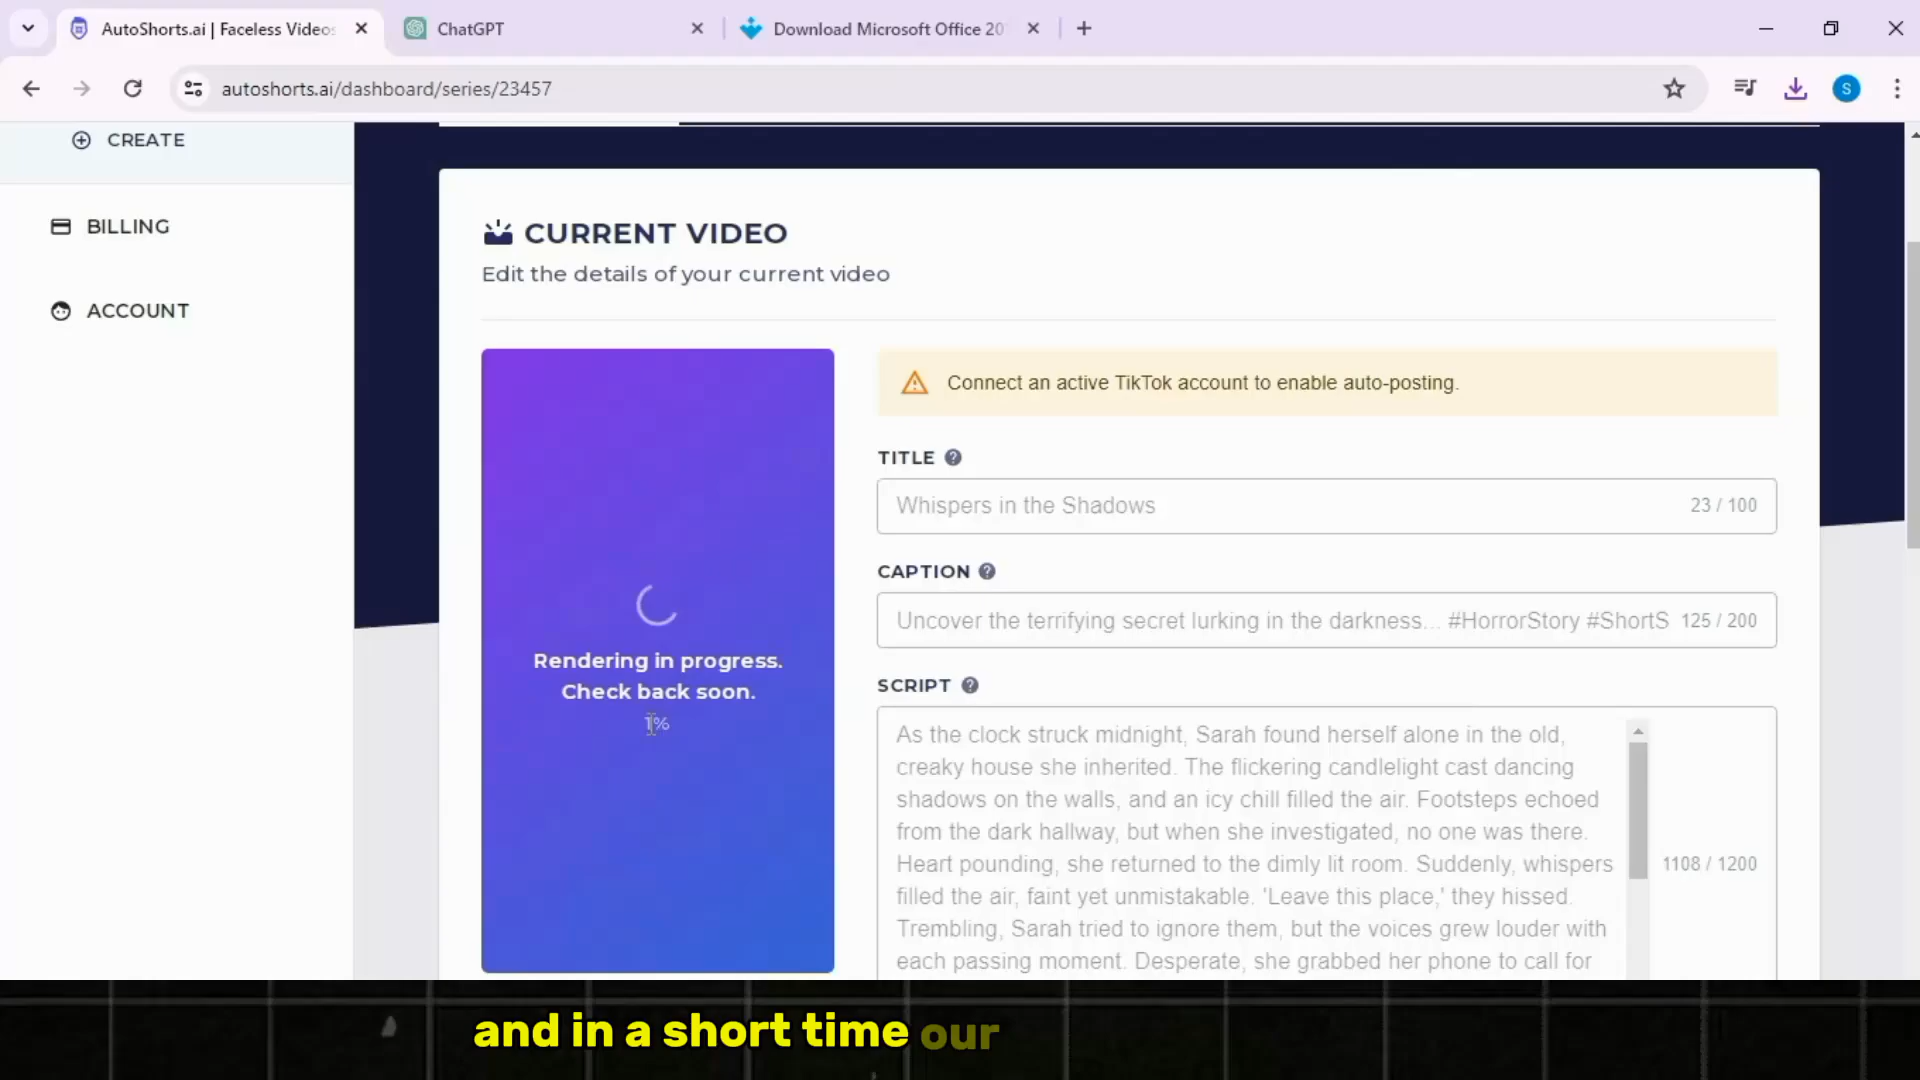 AutoShorts.ai | Faceless Videos
ChatGPT
Download Microsoft Office 20
autoshorts.ai/dashboard/series/23457
S
CREATE
BILLING
ACCOUNT
CURRENT VIDEO
Edit the details of your current video
Rendering in progress.
Check back soon.
1%
Connect an active TikTok account to enable auto-posting.
TITLE
Whispers in the Shadows
23 / 100
CAPTION
Uncover the terrifying secret lurking in the darkness... #HorrorStory #ShortS
125 / 200
SCRIPT
As the clock struck midnight, Sarah found herself alone in the old,
creaky house she inherited. The flickering candlelight cast dancing
shadows on the walls, and an icy chill filled the air. Footsteps echoed
from the dark hallway, but when she investigated, no one was there.
Heart pounding, she returned to the dimly lit room. Suddenly, whispers
filled the air, faint yet unmistakable. 'Leave this place,' they hissed.
Trembling, Sarah tried to ignore them, but the voices grew louder with
each passing moment. Desperate, she grabbed her phone to call for
1108 / 1200
and in a short time our